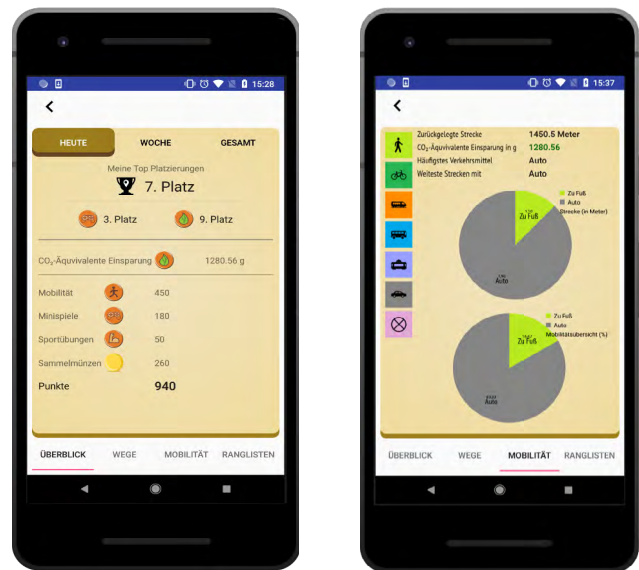 15:28
HEUTE WOCHE GESAMT
Meine Top Platzierungen
7. Platz
3. Platz 9. Platz
CO₂-Äquvivalente Einsparung 1280.56 g
Mobilität 450
Minispiele 180
Sportübungen 50
Sammelmünzen 260
Punkte 940
ÜBERBLICK WEGE MOBILITÄT RANGLISTEN
15:37
Zurückgelegte Strecke 1450.5 Meter
CO₂-Äquvivalente Einsparung in g 1280.56
Häufigstes Verkehrsmittel Auto
Weiteste Strecken mit Auto
Zu Fuß
Auto
Strecke (in Meter)
Zu Fuß
Auto
Zu Fuß
Auto
Mobilitätsübersicht (%)
Zu Fuß
Auto
ÜBERBLICK WEGE MOBILITÄT RANGLISTEN